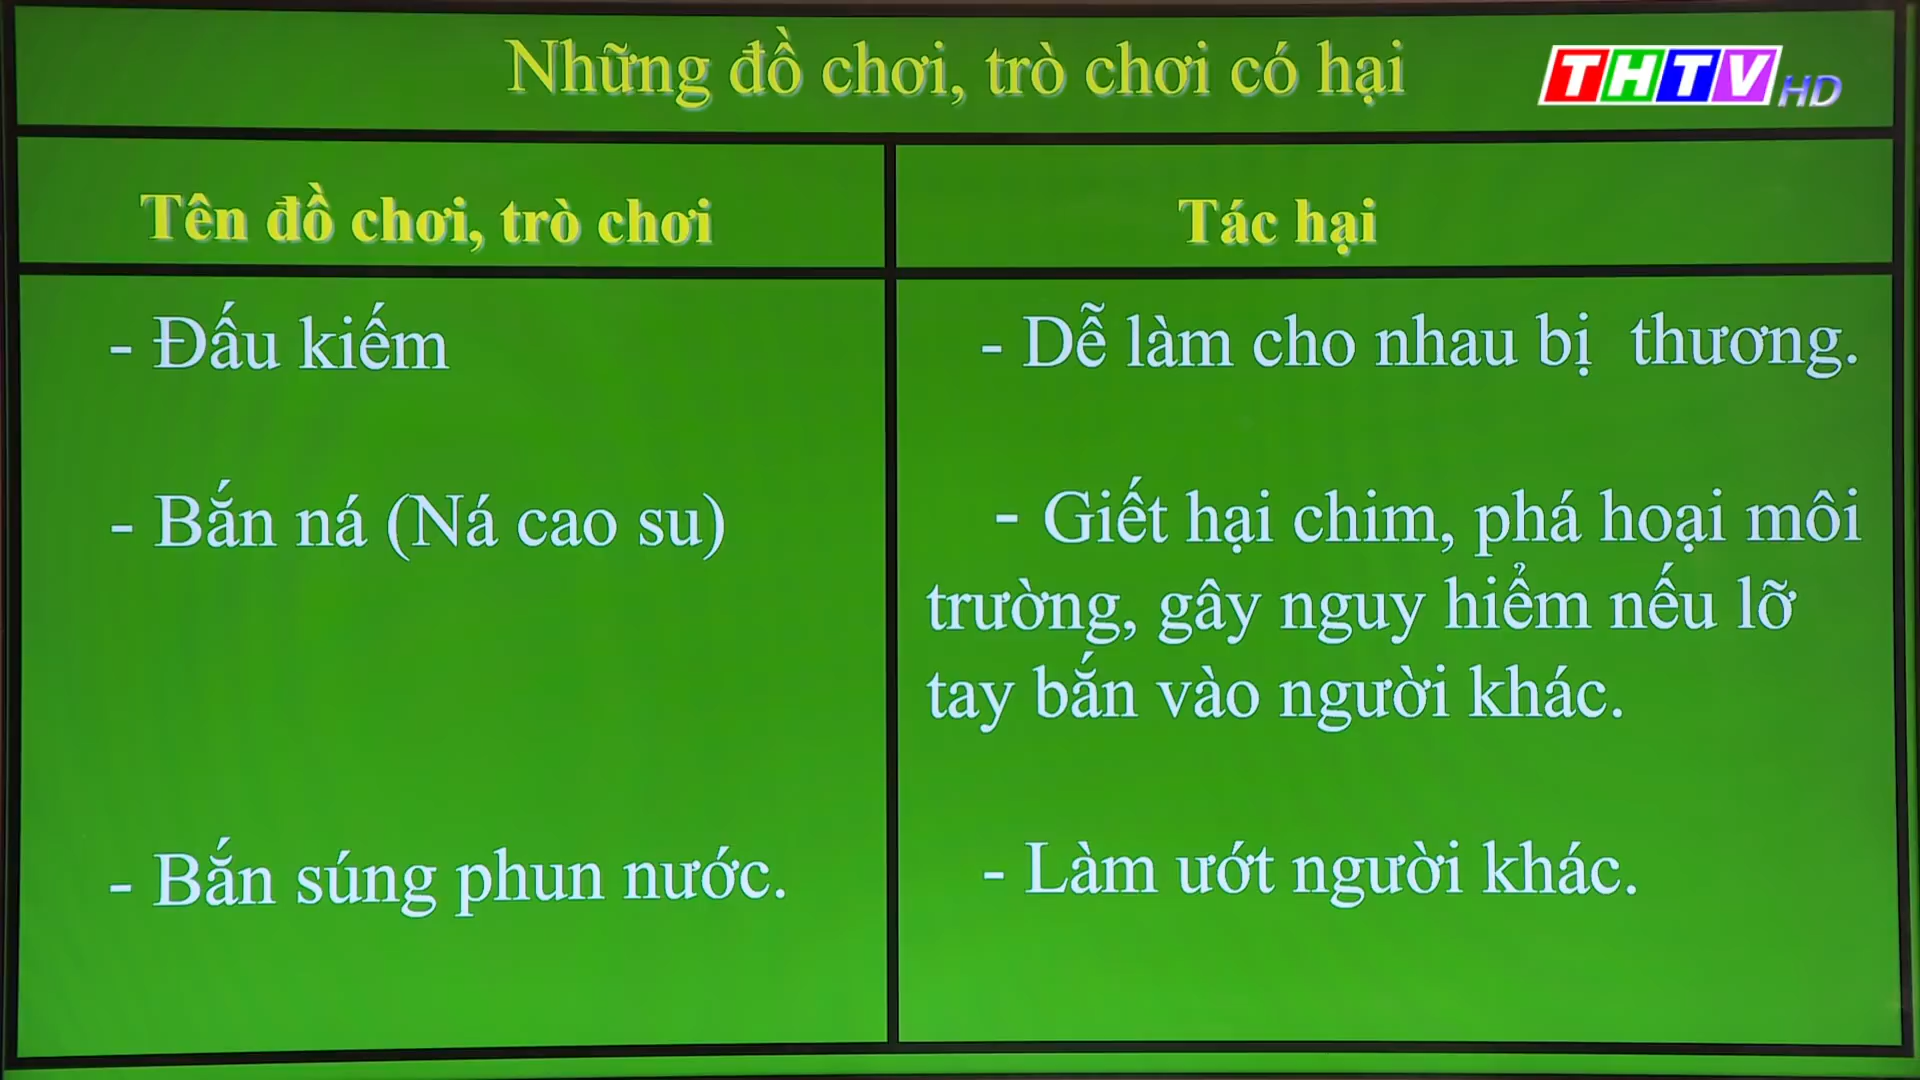 Những đồ chơi, trò chơi có hại
THTV HD
Tên đồ chơi, trò chơi
Tác hại
- Đấu kiếm
- Dễ làm cho nhau bị thương.
- Bắn ná (Ná cao su)
- Giết hại chim, phá hoại môi
trường, gây nguy hiểm nếu lỡ
tay bắn vào người khác.
- Bắn súng phun nước.
- Làm ướt người khác.